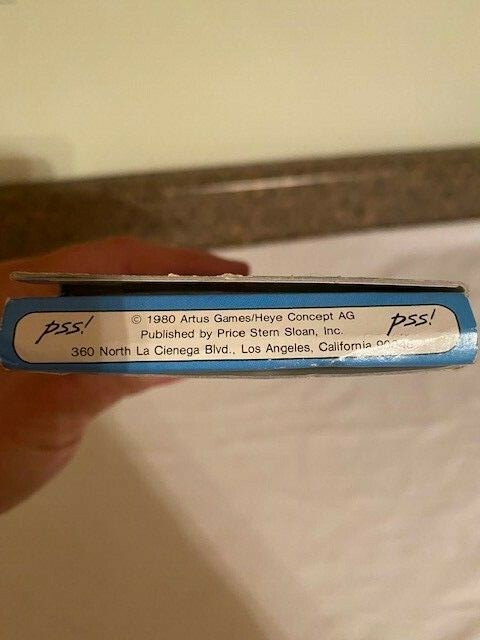 pss!
© 1980 Artus Games/Heye Concept AG
Published by Price Stern Sloan, Inc.
360 North La Cienega Blvd., Los Angeles, California
pss!